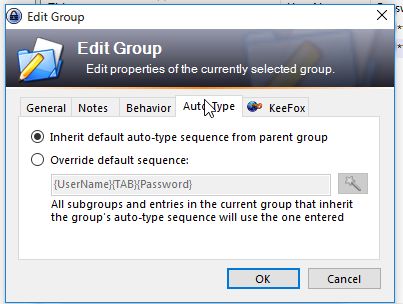 Edit Group
Edit Group
Edit properties of the currently selected group.
General Notes Behavior Auto-Type KeeFox
Inherit default auto-type sequence from parent group
Override default sequence:
{UserName}{TAB}{Password}
All subgroups and entries in the current group that inherit
the group's auto-type sequence will use the one entered
OK Cancel